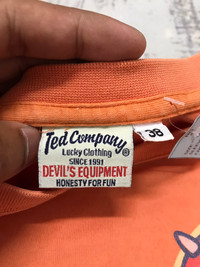 Ted Company®
Lucky Clothing
SINCE 1991
DEVIL'S EQUIPMENT
HONESTY FOR FUN
38